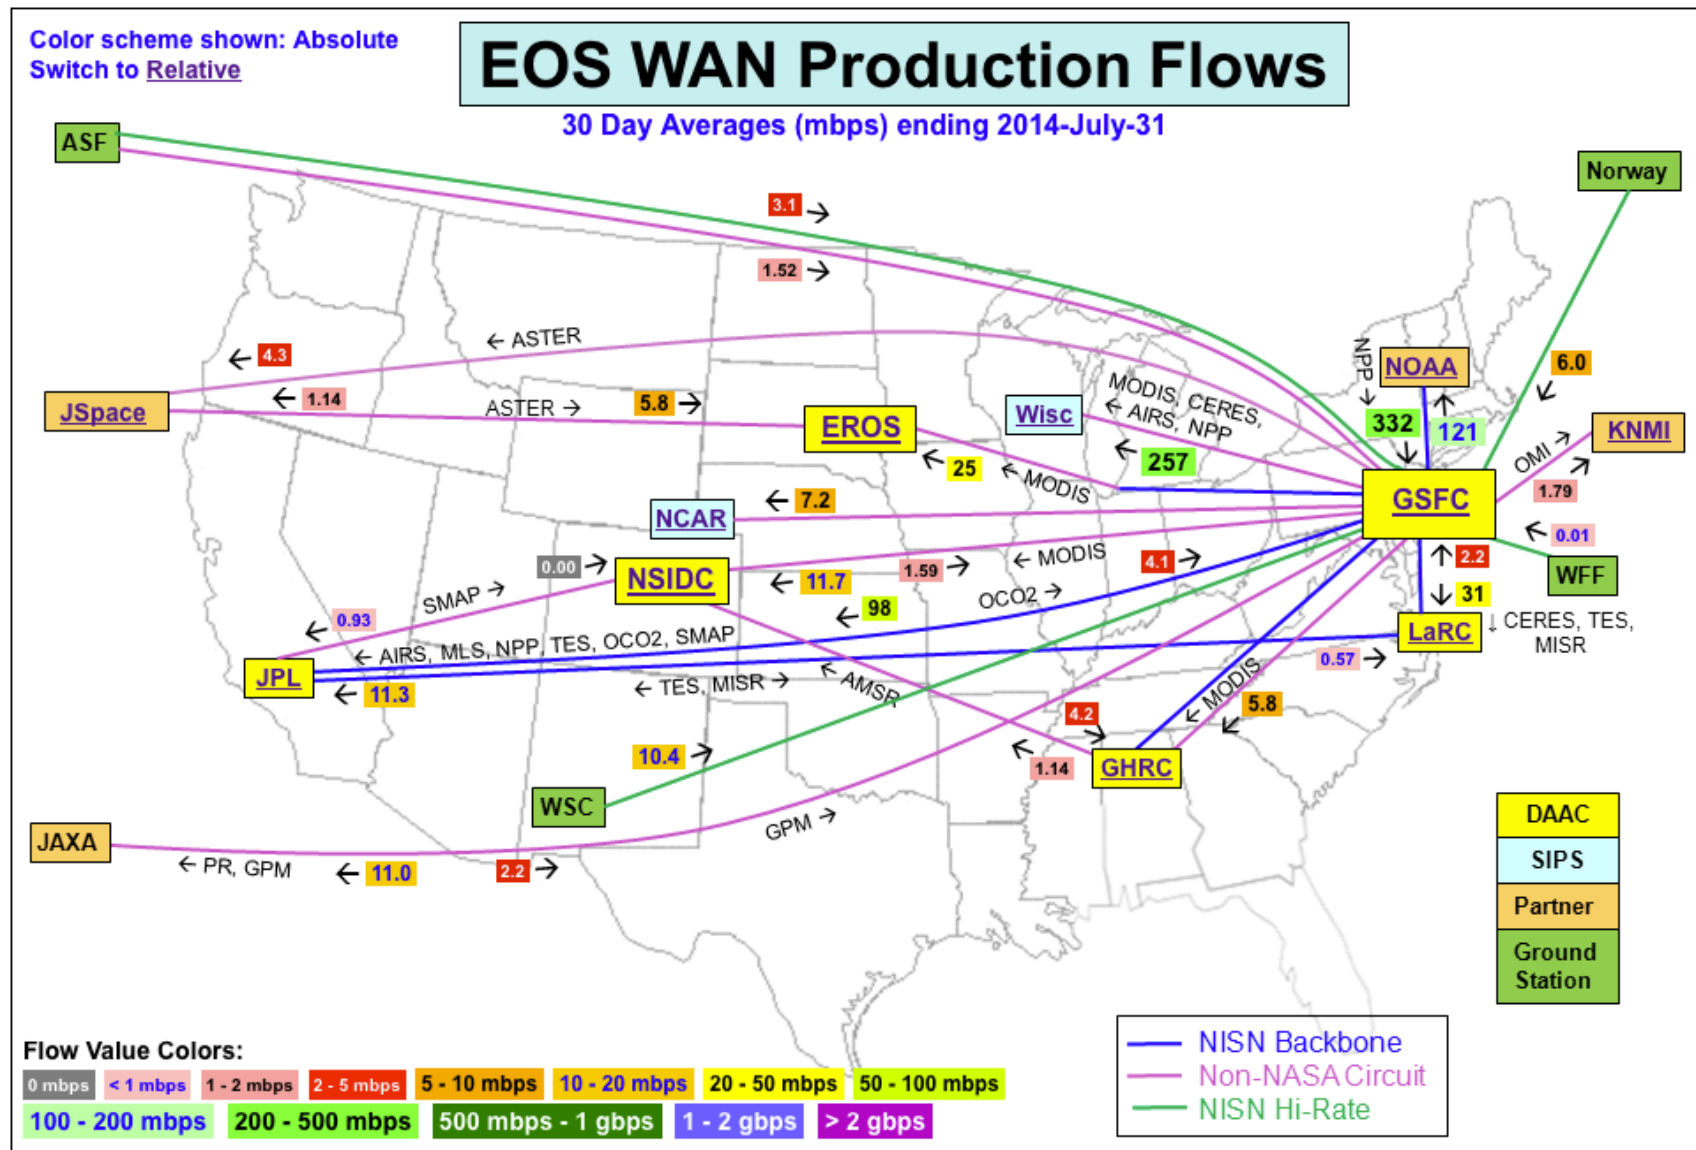 Color scheme shown: Absolute
Switch to Relative
EOS WAN Production Flows
30 Day Averages (mbps) ending 2014-July-31
ASF
Norway
3.1 →
1.52 →
← ASTER
← 4.3
← 1.14
JSpace
ASTER →
5.8 →
EROS
← 25
Wisc
MODIS, CERES,
← AIRS, NPP
← 257
← MODIS
NPP →
NOAA
332
121
6.0
KNMI
OMI →
1.79
GSFC
← 7.2
NCAR
0.01
WFF
2.2
31
0.00 →
NSIDC
← MODIS
1.59 →
← 11.7
4.1 →
← 98
OCO2 →
SMAP →
0.93
← AIRS, MLS, NPP, TES, OCO2, SMAP
LaRC
↓ CERES, TES,
MISR
0.57 →
JPL
← 11.3
← TES, MISR →
← AMSR
← MODIS
5.8
4.2
1.14
GHRC
10.4 →
WSC
GPM →
JAXA
← PR, GPM
← 11.0
2.2 →
DAAC
SIPS
Partner
Ground
Station
NISN Backbone
Non-NASA Circuit
NISN Hi-Rate
Flow Value Colors:
0 mbps < 1 mbps 1 - 2 mbps 2 - 5 mbps 5 - 10 mbps 10 - 20 mbps 20 - 50 mbps 50 - 100 mbps
100 - 200 mbps 200 - 500 mbps 500 mbps - 1 gbps 1 - 2 gbps > 2 gbps